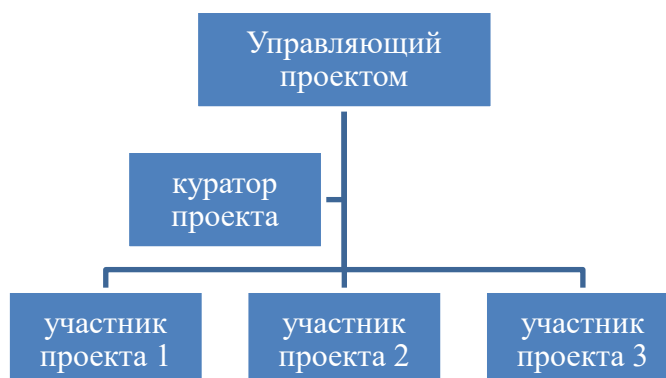 Управляющий
проектом
куратор
проекта
участник
проекта 1
участник
проекта 2
участник
проекта 3